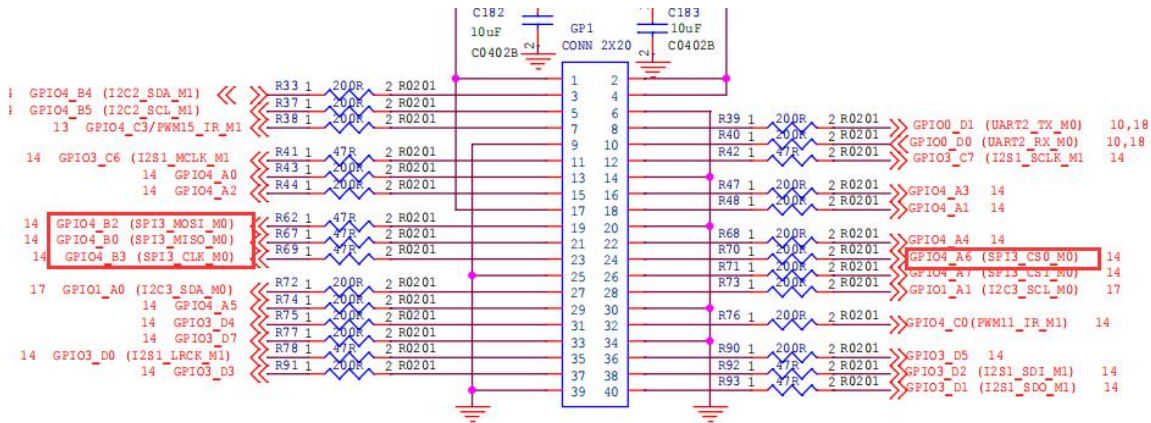 C182
10uF
C0402B
2
GP1
CONN 2X20
C183
10uF
C0402B
2
1 2
3 4
5 6
7 8
9 10
11 12
13 14
15 16
17 18
19 20
21 22
23 24
25 26
27 28
29 30
31 32
33 34
35 36
37 38
39 40
GPIO4_B4 (I2C2_SDA_M1) R33 1 200R 2 R0201
GPIO4_B5 (I2C2_SCL_M1) R37 1 200R 2 R0201
13 GPIO4_C3/PWM15_IR_M1 R38 1 200R 2 R0201
14 GPIO3_C6 (I2S1_MCLK_M1 R41 1 47R 2 R0201
14 GPIO4_A0 R43 1 200R 2 R0201
14 GPIO4_A2 R44 1 200R 2 R0201
14 GPIO4_B2 (SPI3_MOSI_M0) R62 1 47R 2 R0201
14 GPIO4_B0 (SPI3_MISO_M0) R67 1 47R 2 R0201
14 GPIO4_B3 (SPI3_CLK_M0) R69 1 47R 2 R0201
17 GPIO1_A0 (I2C3_SDA_M0) R72 1 200R 2 R0201
14 GPIO4_A5 R74 1 200R 2 R0201
14 GPIO3_D4 R75 1 200R 2 R0201
14 GPIO3_D7 R77 1 200R 2 R0201
14 GPIO3_D0 (I2S1_LRCK_M1) R78 1 47R 2 R0201
14 GPIO3_D3 R91 1 200R 2 R0201
R39 1 200R 2 R0201 GPIO0_D1 (UART2_TX_M0) 10,18
R40 1 200R 2 R0201 GPIO0_D0 (UART2_RX_M0) 10,18
R42 1 47R 2 R0201 GPIO3_C7 (I2S1_SCLK_M1 14
R47 1 200R 2 R0201 GPIO4_A3 14
R48 1 200R 2 R0201 GPIO4_A1 14
R68 1 200R 2 R0201 GPIO4_A4 14
R70 1 200R 2 R0201 GPIO4_A6 (SPI3_CS0_M0) 14
R71 1 200R 2 R0201 GPIO4_A7 (SPI3_CS1_M0) 14
R73 1 200R 2 R0201 GPIO1_A1 (I2C3_SCL_M0) 17
R76 1 200R 2 R0201 GPIO4_C0(PWM11_IR_M1) 14
R90 1 200R 2 R0201 GPIO3_D5 14
R92 1 47R 2 R0201 GPIO3_D2 (I2S1_SDI_M1) 14
R93 1 47R 2 R0201 GPIO3_D1 (I2S1_SDO_M1) 14